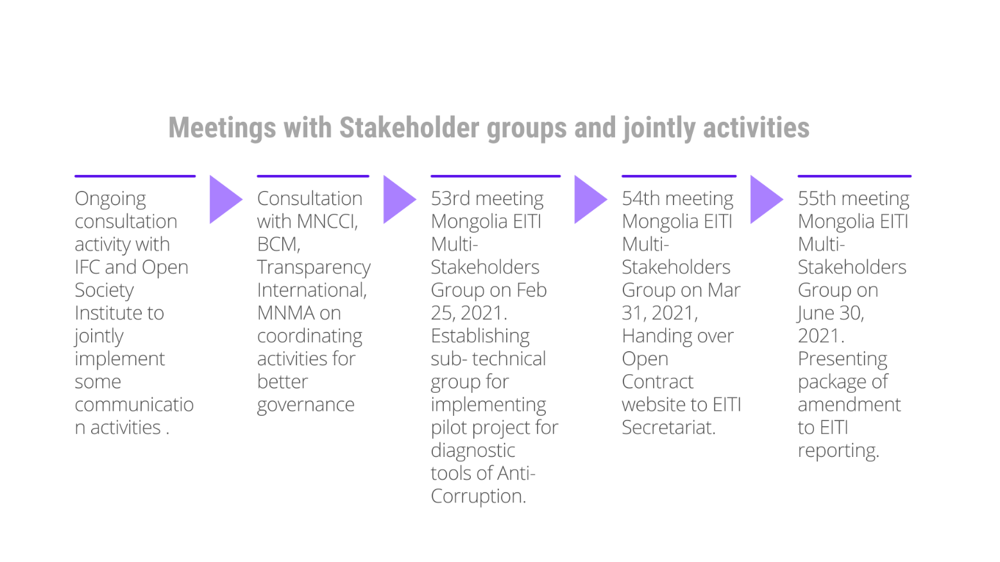 Meetings with Stakeholder groups and jointly activities
Ongoing
consultation
activity with
IFC and Open
Society
Institute to
jointly
implement
some
communicatio
n activities .
Consultation
with MNCCI,
BCM,
Transparency
International,
MNMA on
coordinating
activities for
better
governance
53rd meeting
Mongolia EITI
Multi-
Stakeholders
Group on Feb
25, 2021.
Establishing
sub- technical
group for
implementing
pilot project for
diagnostic
tools of Anti-
Corruption.
54th meeting
Mongolia EITI
Multi-
Stakeholders
Group on Mar
31, 2021,
Handing over
Open
Contract
website to EITI
Secretariat.
55th meeting
Mongolia EITI
Multi-
Stakeholders
Group on
June 30,
2021.
Presenting
package of
amendment
to EITI
reporting.